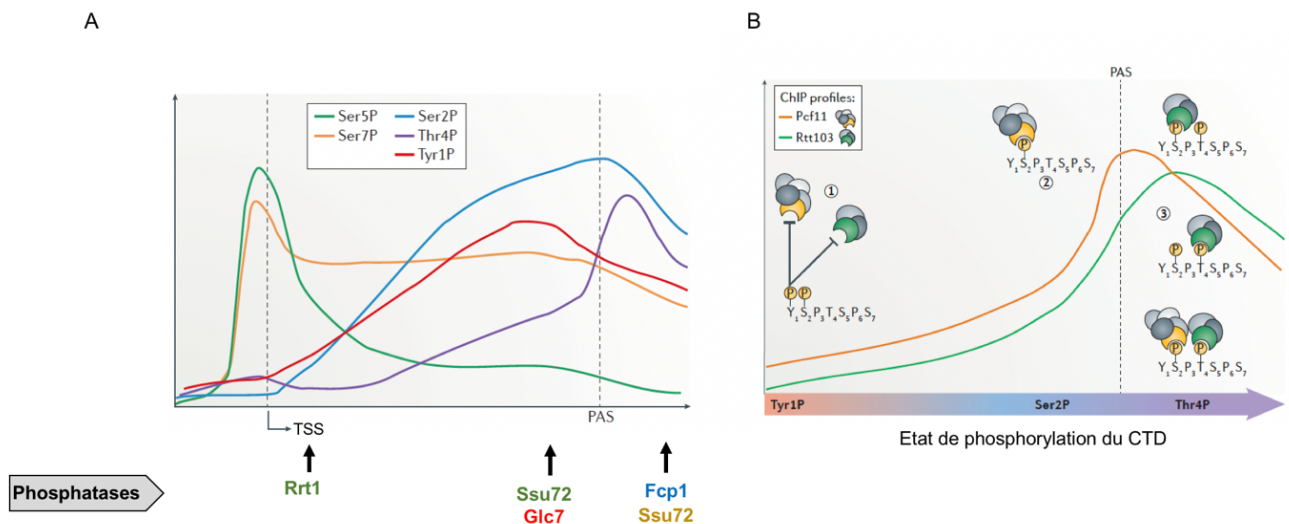 A
Ser5P
Ser7P
Ser2P
Thr4P
Tyr1P
TSS
PAS
Phosphatases
Rrt1
Ssu72
Glc7
Fcp1
Ssu72
B
PAS
ChIP profiles:
Pcf11
Rtt103
①
P P
Y1S2P3T4S5P6S7
P
Y1S2P3T4S5P6S7
②
P P
Y1S2P3T4S5P6S7
③
P P
Y1S2P3T4S5P6S7
P P
Y1S2P3T4S5P6S7
Tyr1P Ser2P Thr4P
Etat de phosphorylation du CTD